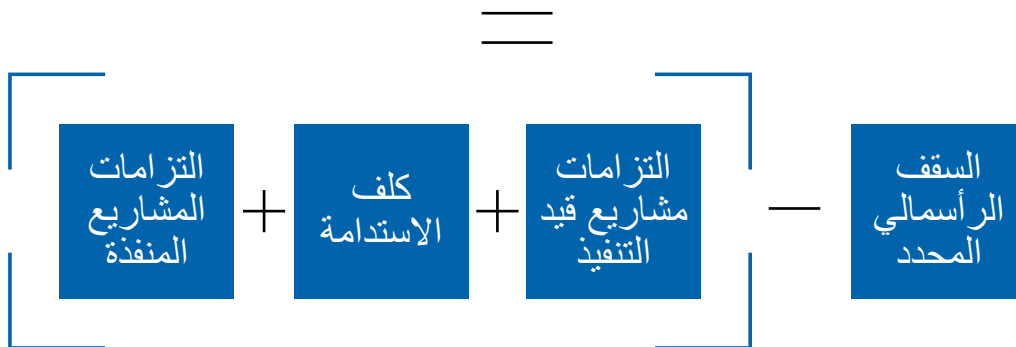 =
السقف
الرأسمالي
المحدد
−
التزامات
مشاريع قيد
التنفيذ
+
كلف
الاستدامة
+
التزامات
المشاريع
المنفذة